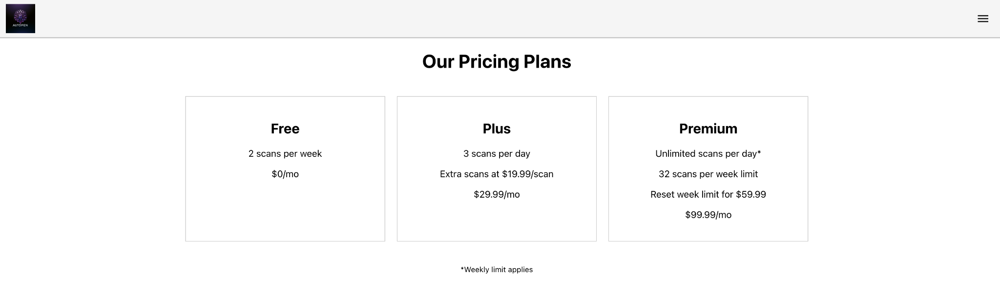 AUTOPEN
Our Pricing Plans
Free
2 scans per week
$0/mo
Plus
3 scans per day
Extra scans at $19.99/scan
$29.99/mo
Premium
Unlimited scans per day*
32 scans per week limit
Reset week limit for $59.99
$99.99/mo
*Weekly limit applies